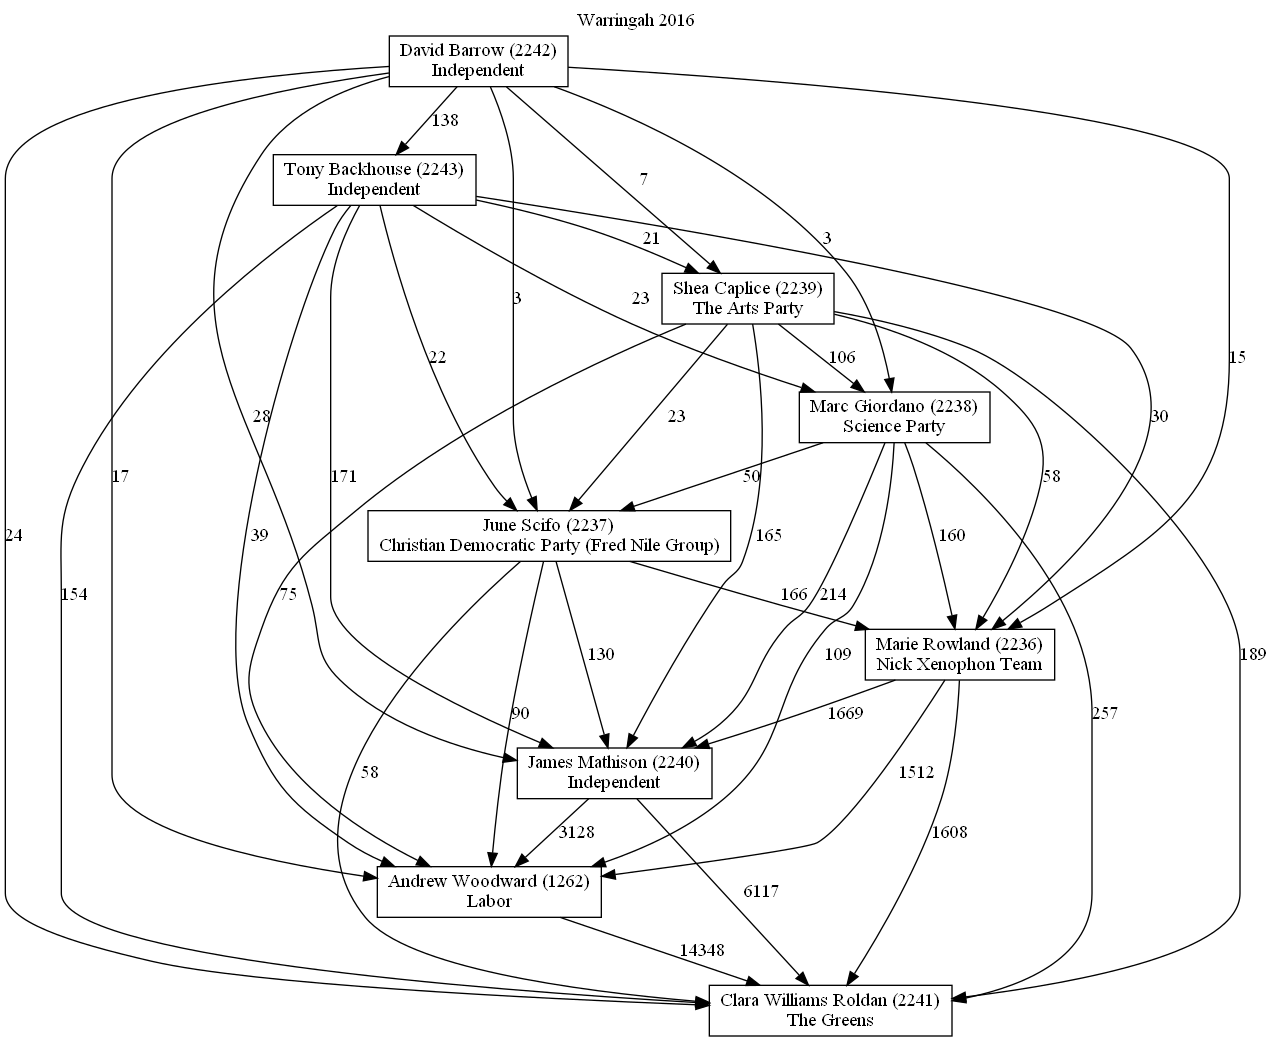 Warringah 2016
David Barrow (2242)
Independent
138
Tony Backhouse (2243)
Independent
7
21
3
Shea Caplice (2239)
The Arts Party
23
3
22
106
15
Marc Giordano (2238)
Science Party
28
23
30
171
50
58
17
June Scifo (2237)
Christian Democratic Party (Fred Nile Group)
24
39
165
160
154
75
166
214
Marie Rowland (2236)
Nick Xenophon Team
130
109
189
90
1669
257
James Mathison (2240)
Independent
58
1512
3128
1608
Andrew Woodward (1262)
Labor
6117
14348
Clara Williams Roldan (2241)
The Greens